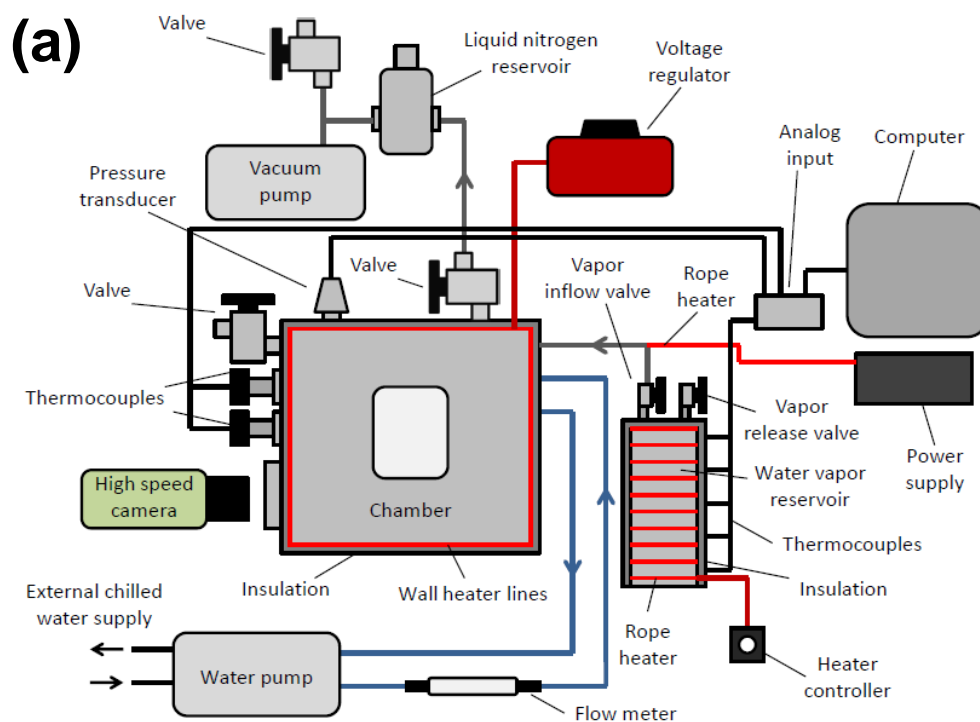 (a)
Valve
Liquid nitrogen
reservoir
Voltage
regulator
Analog
input
Computer
Vacuum
pump
Pressure
transducer
Valve
Valve
Vapor
inflow valve
Rope
heater
Thermocouples
Vapor
release valve
Power
supply
High speed
camera
Chamber
Water vapor
reservoir
Thermocouples
Insulation
Wall heater lines
Insulation
External chilled
water supply
Rope
heater
Heater
controller
Water pump
Flow meter